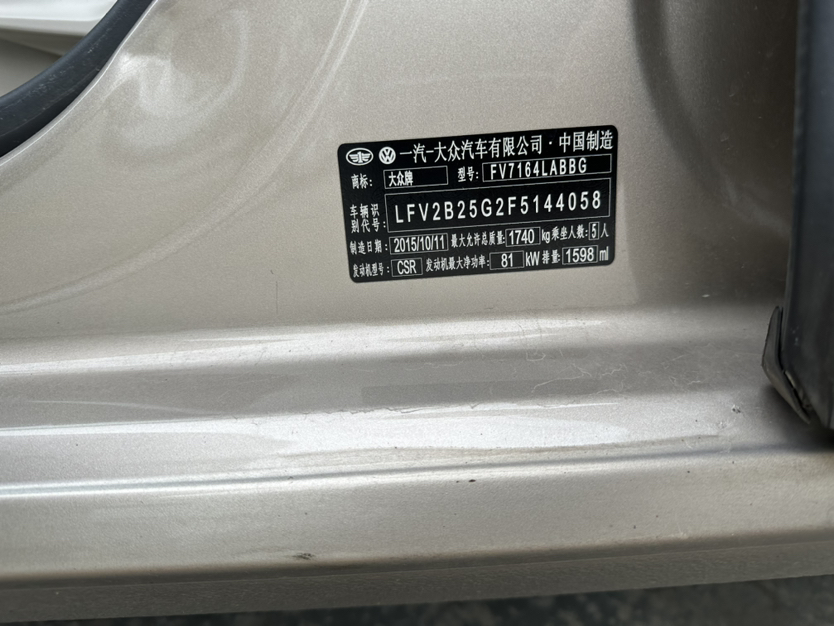 一汽-大众汽车有限公司·中国制造
商标: 大众牌 型号: FV7164LABBG
车辆识别代号: LFV2B25G2F5144058
制造日期: 2015/10/11 最大允许总质量: 1740 kg 乘坐人数: 5 人
发动机型号: CSR 发动机最大净功率: 81 kW 排量: 1598 ml